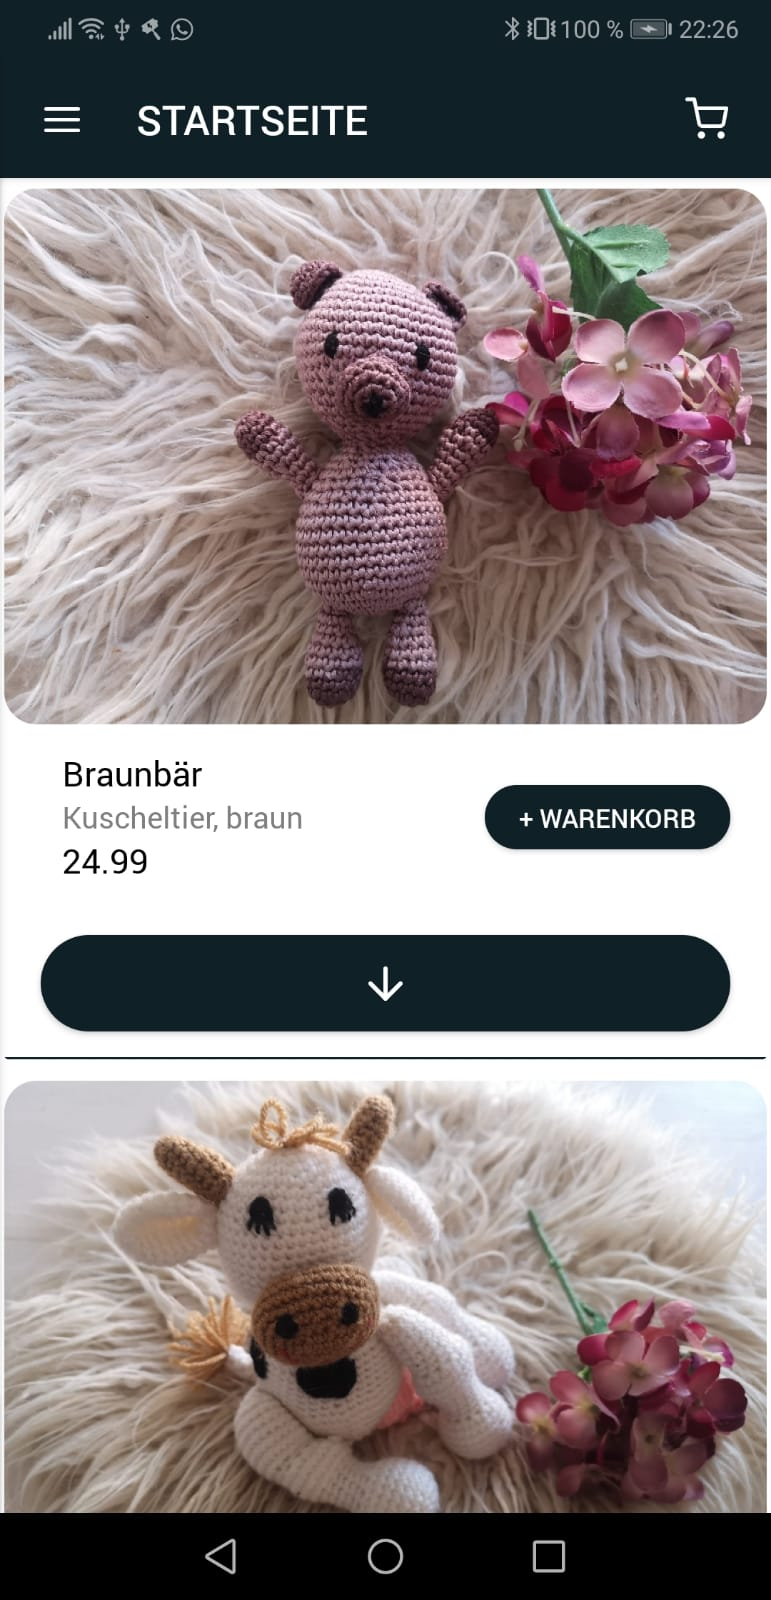 100 % 22:26
STARTSEITE
Braunbär
Kuscheltier, braun
24.99
+ WARENKORB